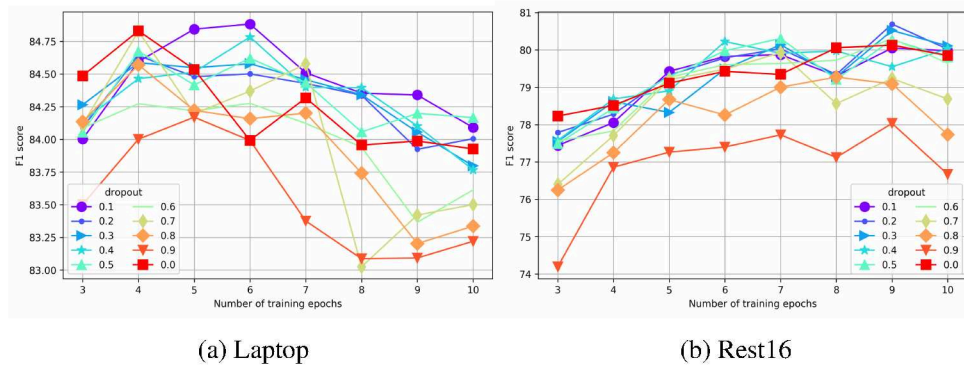 84.75
84.50
84.25
84.00
83.75
83.50
83.25
83.00
F1 score
dropout
0.1 0.6
0.2 0.7
0.3 0.8
0.4 0.9
0.5 0.0
3 4 5 6 7 8 9 10
Number of training epochs
(a) Laptop
81
80
79
78
77
76
75
74
F1 score
dropout
0.1 0.6
0.2 0.7
0.3 0.8
0.4 0.9
0.5 0.0
3 4 5 6 7 8 9 10
Number of training epochs
(b) Rest16